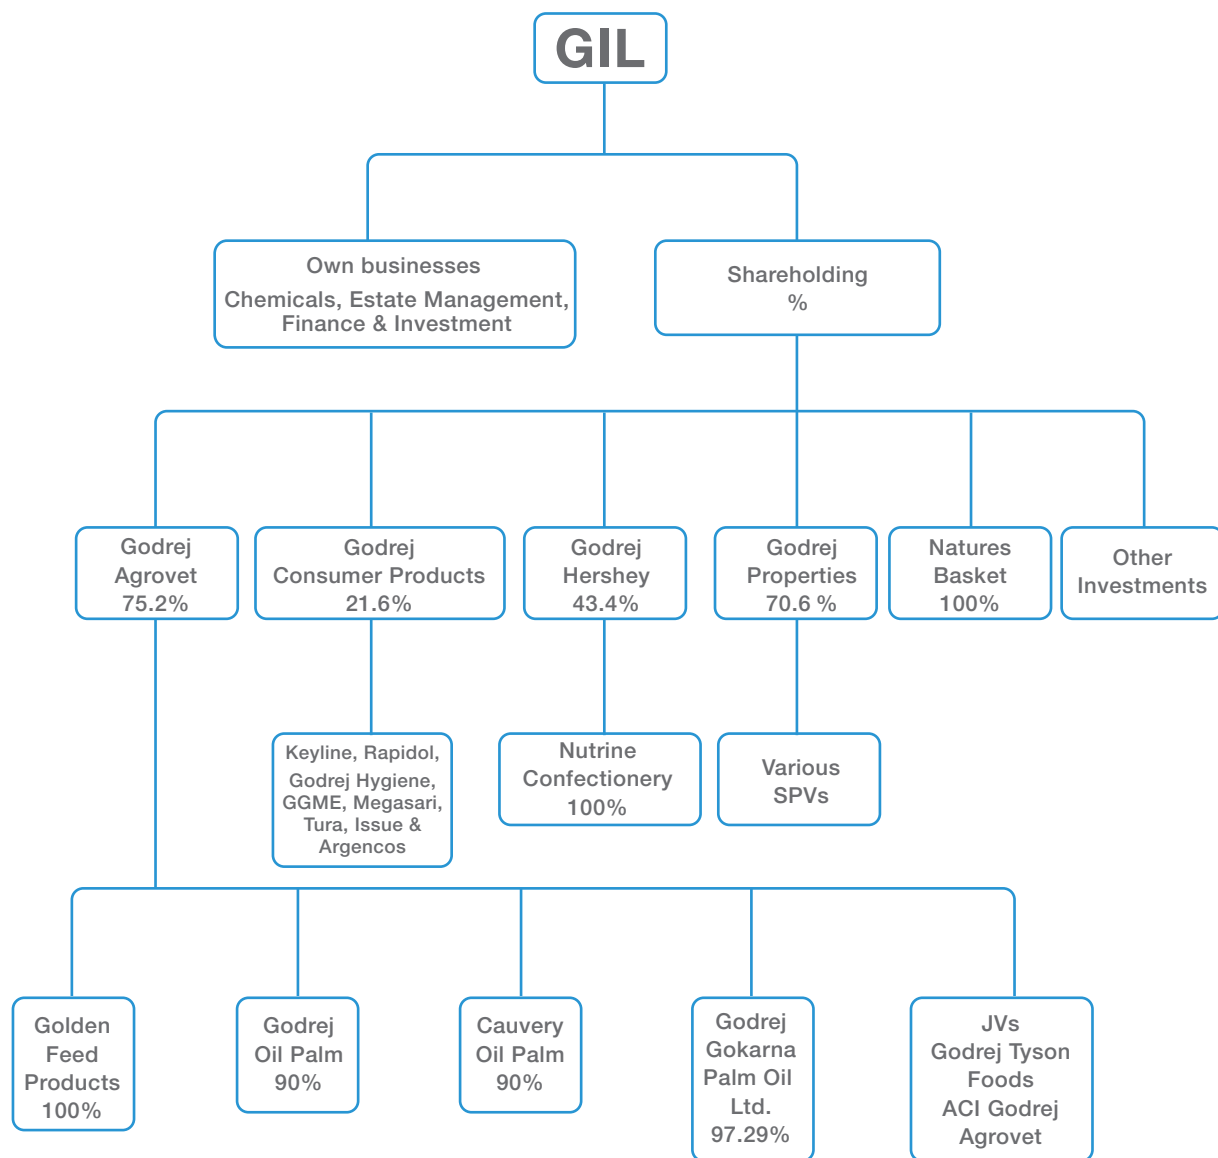 GIL
Own businesses
Chemicals, Estate Management,
Finance & Investment
Shareholding
%
Godrej
Agrovet
75.2%
Godrej
Consumer Products
21.6%
Godrej
Hershey
43.4%
Godrej
Properties
70.6 %
Natures
Basket
100%
Other
Investments
Keyline, Rapidol,
Godrej Hygiene,
GGME, Megasari,
Tura, Issue &
Argencos
Nutrine
Confectionery
100%
Various
SPVs
Golden
Feed
Products
100%
Godrej
Oil Palm
90%
Cauvery
Oil Palm
90%
Godrej
Gokarna
Palm Oil
Ltd.
97.29%
JVs
Godrej Tyson
Foods
ACI Godrej
Agrovet